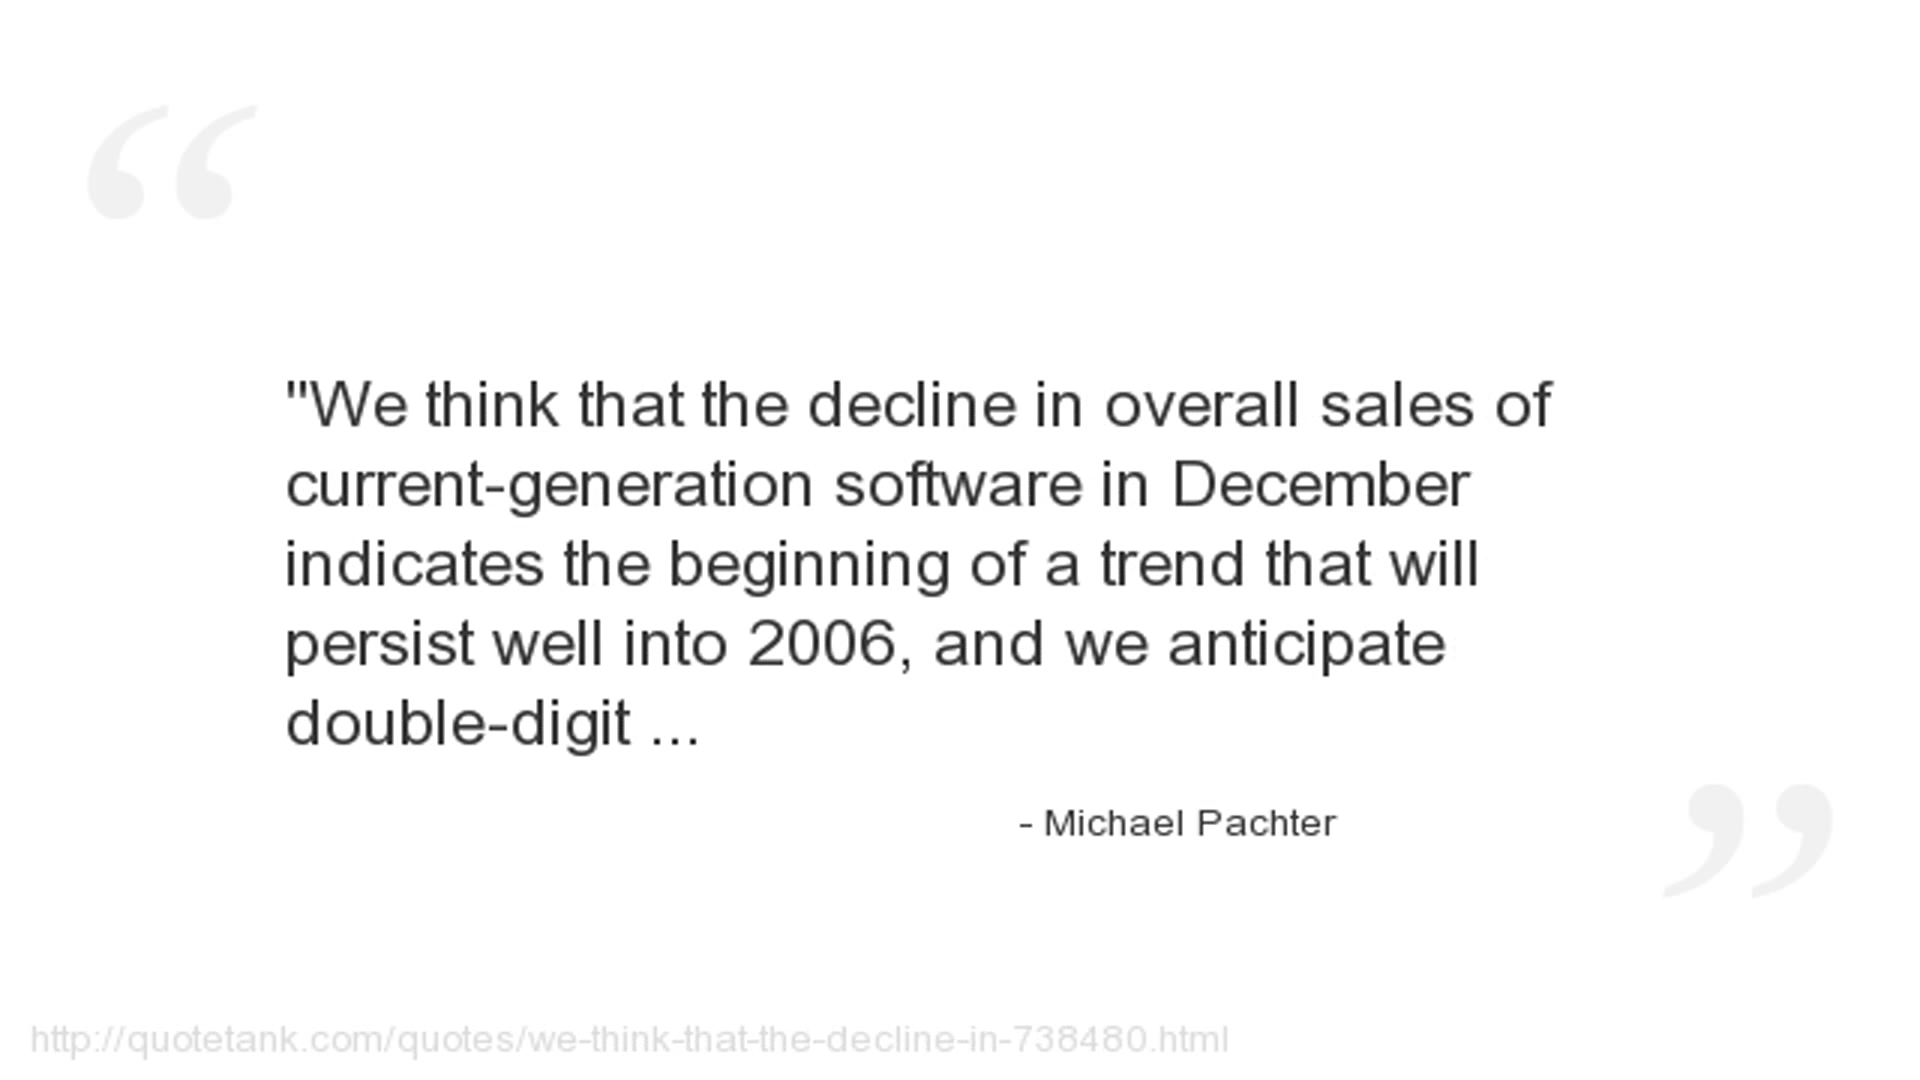 "We think that the decline in overall sales of
current-generation software in December
indicates the beginning of a trend that will
persist well into 2006, and we anticipate
double-digit ...
- Michael Pachter
http://quotetank.com/quotes/we-think-that-the-decline-in-738480.html